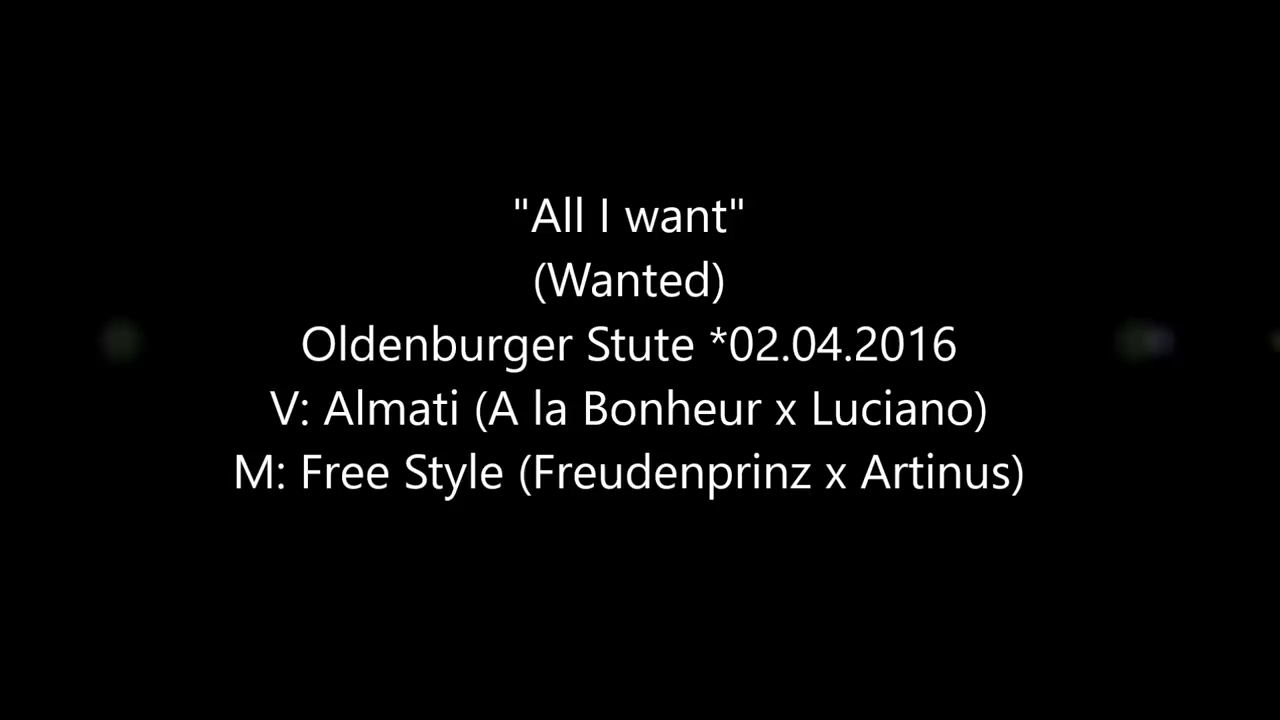 "All I want"
(Wanted)
Oldenburger Stute *02.04.2016
V: Almati (A la Bonheur x Luciano)
M: Free Style (Freudenprinz x Artinus)